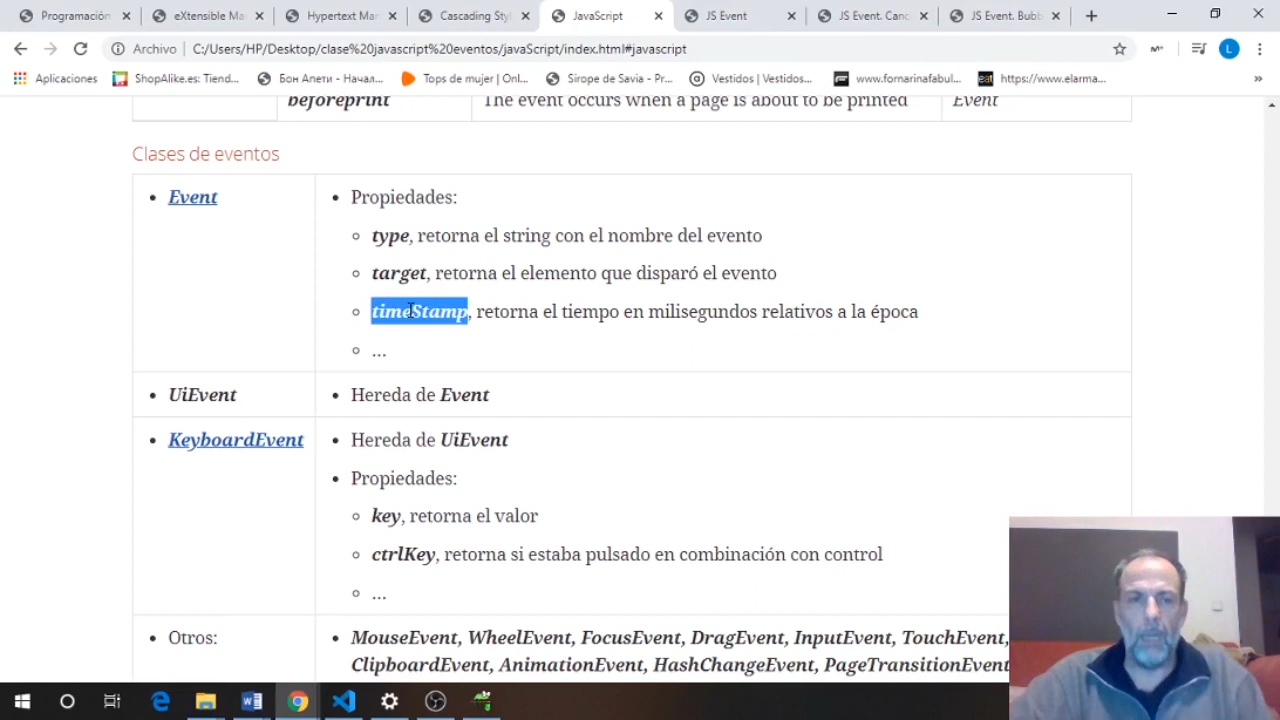 Programación
eXtensible Ma
Hypertext Mar
Cascading Styl
JavaScript
JS Event
JS Event. Canc
JS Event. Bubb
Archivo
C:/Users/HP/Desktop/clase%20javascript%20eventos/javaScript/index.html#javascript
L
Aplicaciones
ShopAlike.es: Tiend...
Бон Апети - Начал...
Tops de mujer | Onl...
Sirope de Savia - Pr...
Vestidos | Vestidos...
www.fornarinafabul...
eat
https://www.elarma...
»
beforeprint
The event occurs when a page is about to be printed
Event
Clases de eventos
Event
Propiedades:
type, retorna el string con el nombre del evento
target, retorna el elemento que disparó el evento
timeStamp, retorna el tiempo en milisegundos relativos a la época
...
UiEvent
Hereda de Event
KeyboardEvent
Hereda de UiEvent
Propiedades:
key, retorna el valor
ctrlKey, retorna si estaba pulsado en combinación con control
...
Otros:
MouseEvent, WheelEvent, FocusEvent, DragEvent, InputEvent, TouchEvent,
ClipboardEvent, AnimationEvent, HashChangeEvent, PageTransitionEvent